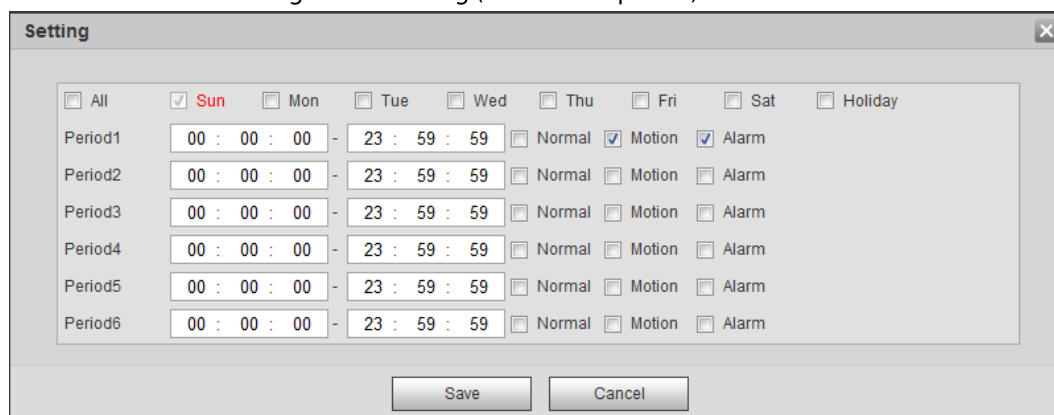 Setting
All Sun Mon Tue Wed Thu Fri Sat Holiday
Period1 00 : 00 : 00 - 23 : 59 : 59 Normal Motion Alarm
Period2 00 : 00 : 00 - 23 : 59 : 59 Normal Motion Alarm
Period3 00 : 00 : 00 - 23 : 59 : 59 Normal Motion Alarm
Period4 00 : 00 : 00 - 23 : 59 : 59 Normal Motion Alarm
Period5 00 : 00 : 00 - 23 : 59 : 59 Normal Motion Alarm
Period6 00 : 00 : 00 - 23 : 59 : 59 Normal Motion Alarm
Save Cancel